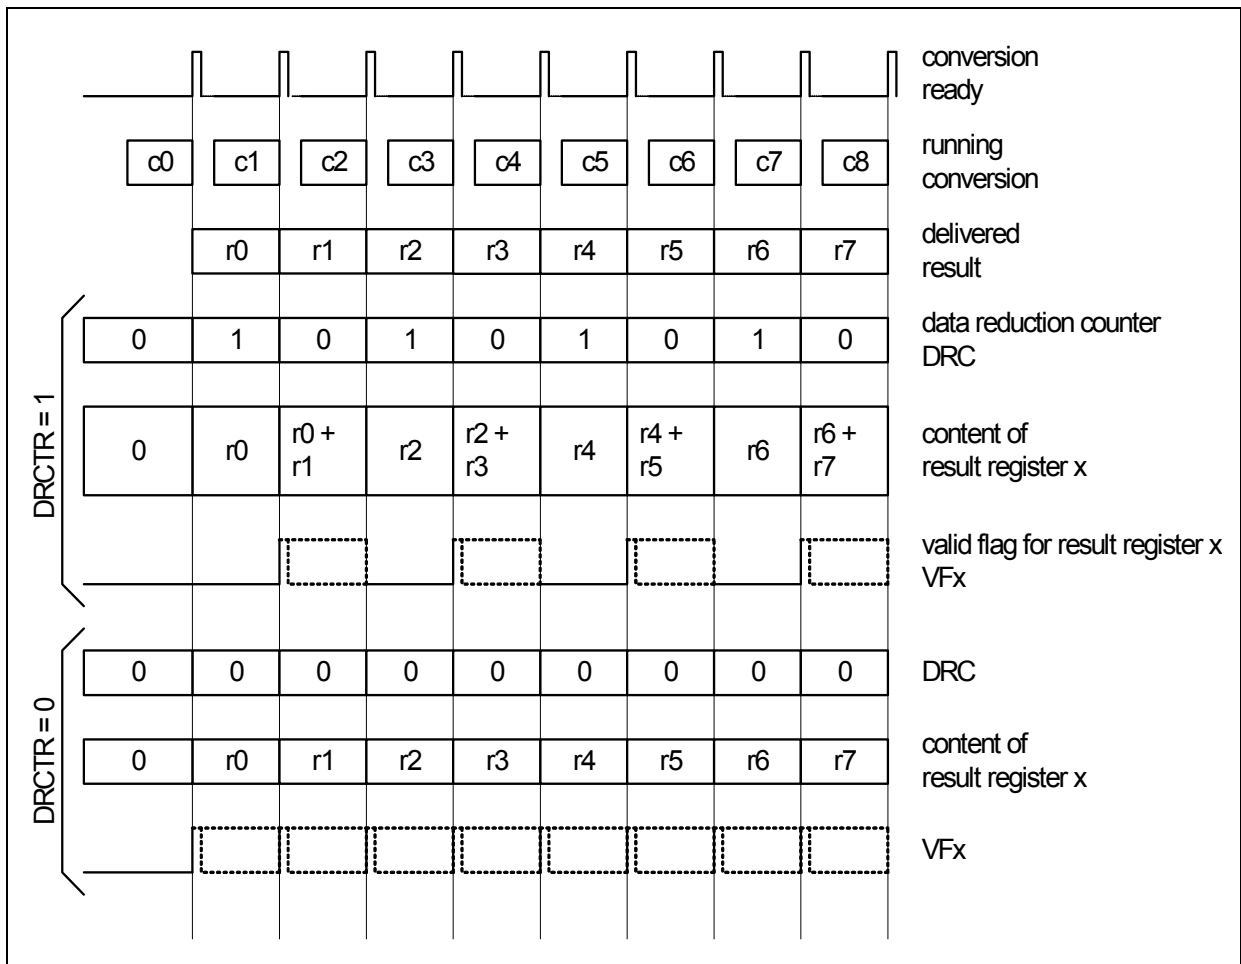 conversion
ready
c0 c1 c2 c3 c4 c5 c6 c7 c8
running
conversion
r0 r1 r2 r3 r4 r5 r6 r7
delivered
result
DRCTR = 1
0 1 0 1 0 1 0 1 0
data reduction counter
DRC
0 r0 r0 + r1 r2 r2 + r3 r4 r4 + r5 r6 r6 + r7
content of
result register x
valid flag for result register x
VFx
DRCTR = 0
0 0 0 0 0 0 0 0 0
DRC
0 r0 r1 r2 r3 r4 r5 r6 r7
content of
result register x
VFx